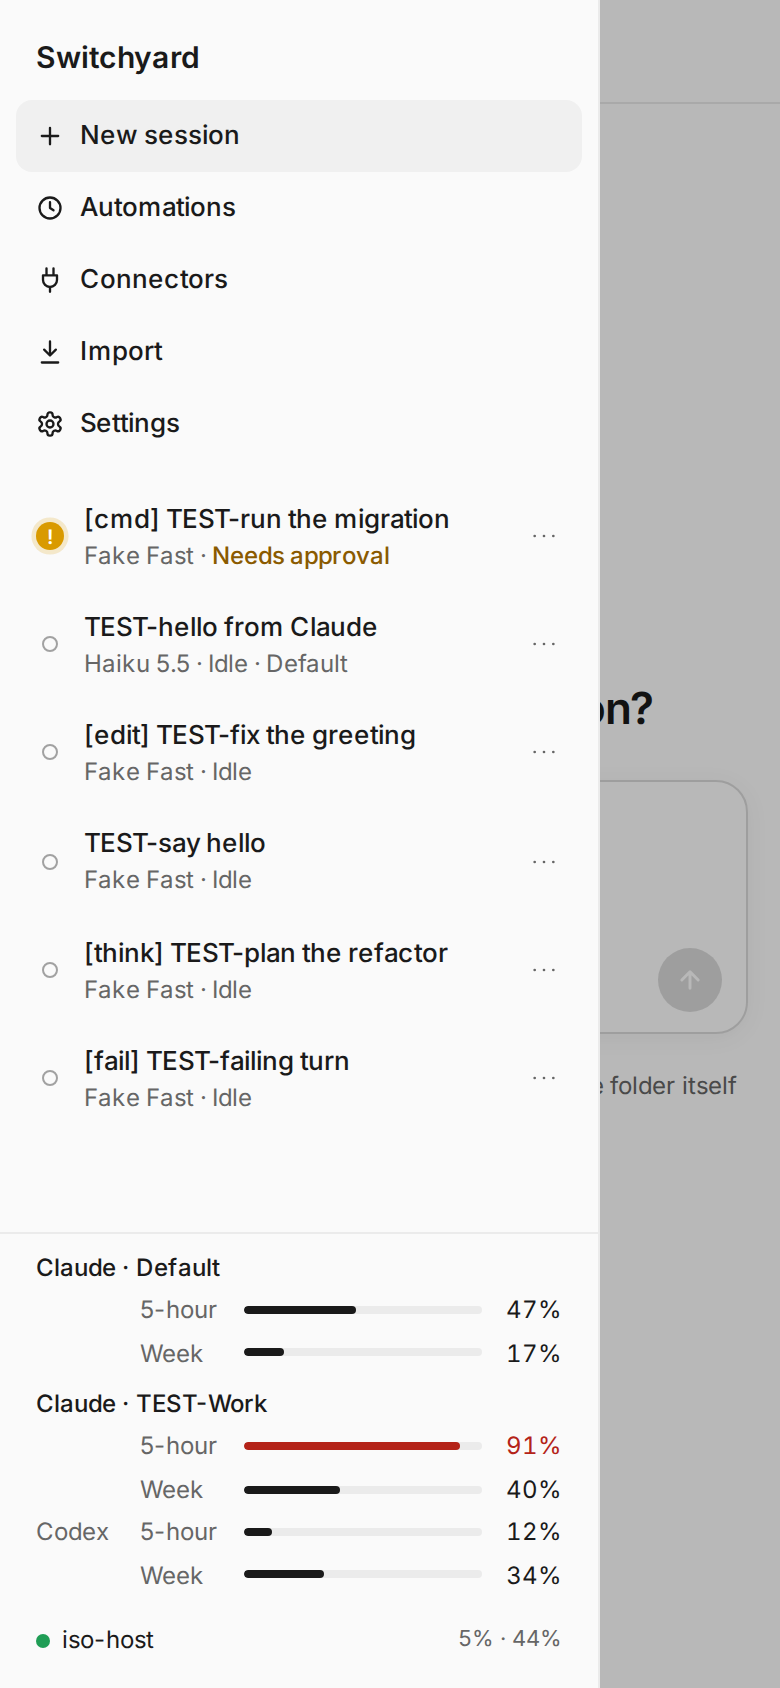 Switchyard
New session
Automations
Connectors
Import
Settings
[cmd] TEST-run the migration
Fake Fast · Needs approval
TEST-hello from Claude
Haiku 5.5 · Idle · Default
[edit] TEST-fix the greeting
Fake Fast · Idle
TEST-say hello
Fake Fast · Idle
[think] TEST-plan the refactor
Fake Fast · Idle
[fail] TEST-failing turn
Fake Fast · Idle
on?
folder itself
Claude · Default
5-hour 47%
Week 17%
Claude · TEST-Work
5-hour 91%
Week 40%
Codex 5-hour 12%
Week 34%
iso-host 5% · 44%